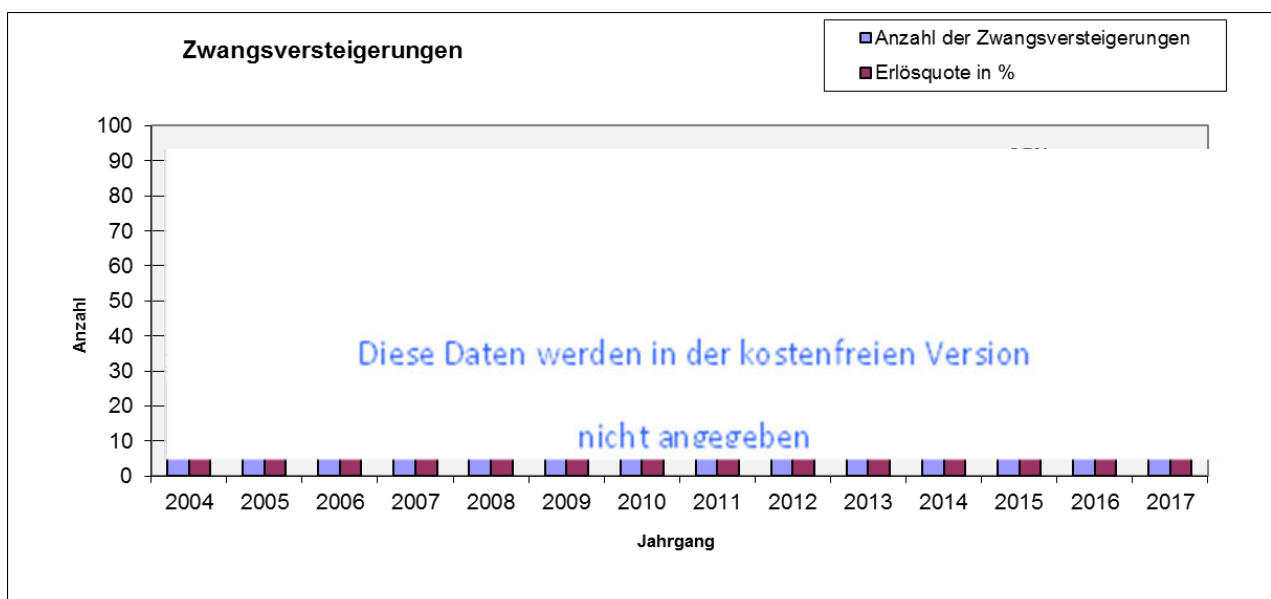 Zwangsversteigerungen
Anzahl der Zwangsversteigerungen
Erlösquote in %
100
90
80
70
60
50
40
30
20
10
0
Anzahl
Diese Daten werden in der kostenfreien Version
nicht angegeben
2004 2005 2006 2007 2008 2009 2010 2011 2012 2013 2014 2015 2016 2017
Jahrgang